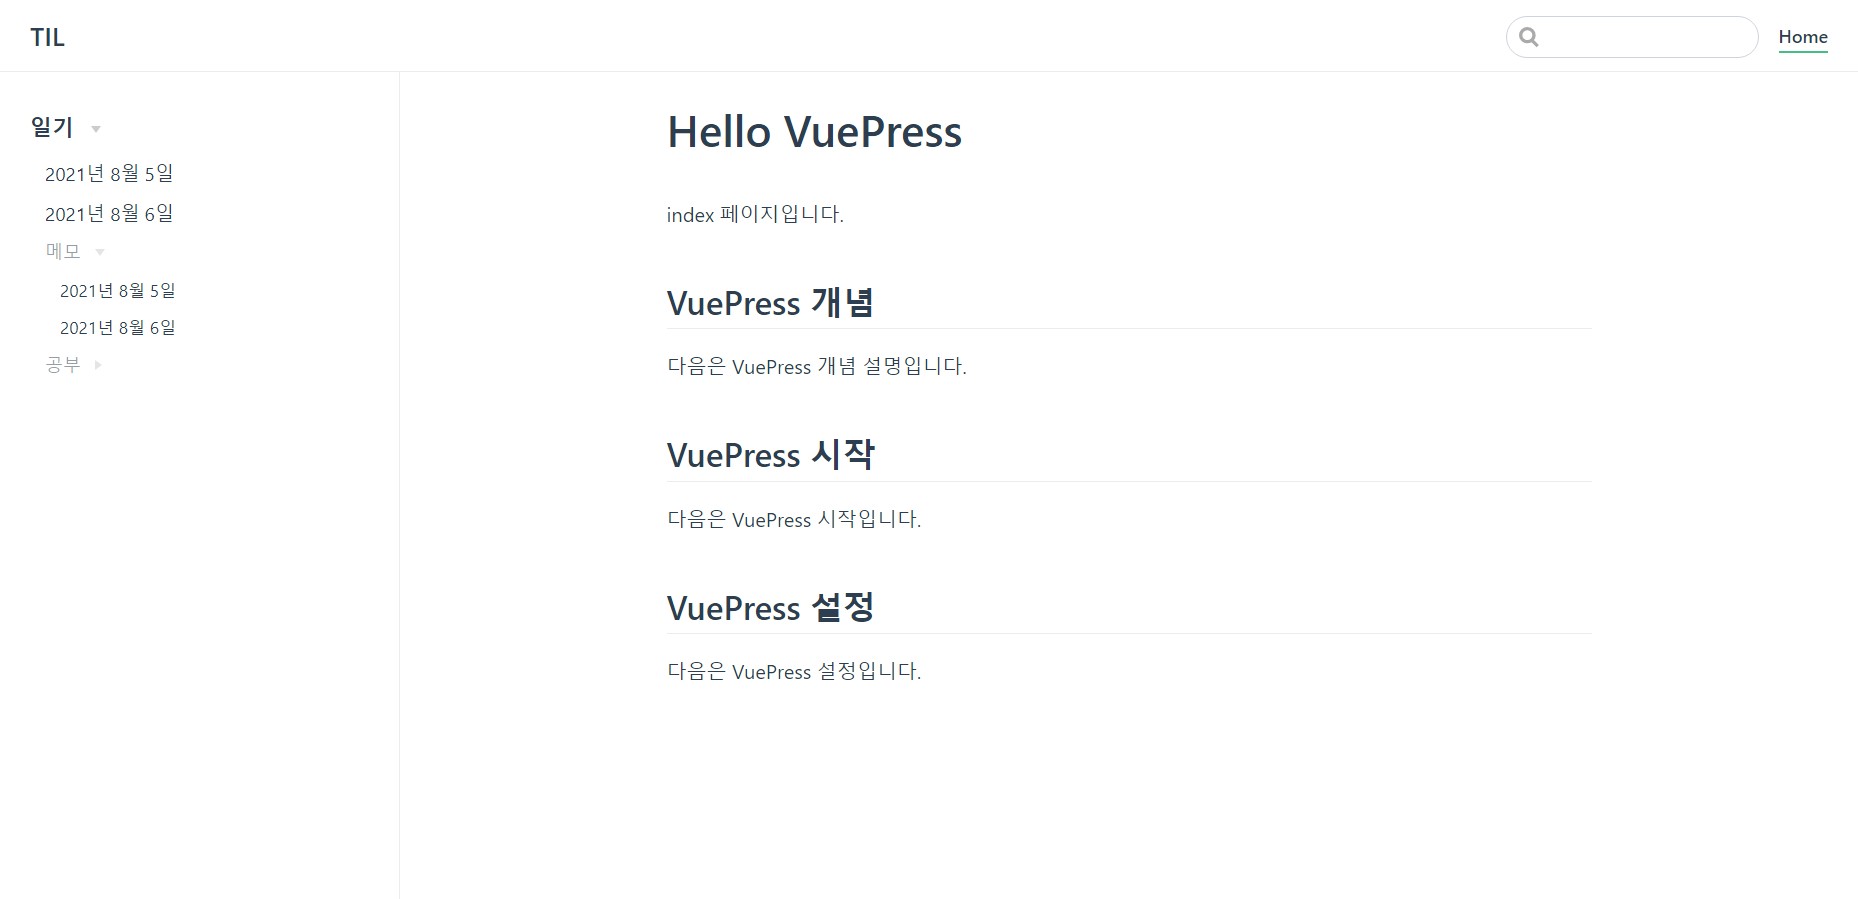 TIL
Home
일기
2021년 8월 5일
2021년 8월 6일
메모
2021년 8월 5일
2021년 8월 6일
공부
Hello VuePress
index 페이지입니다.
VuePress 개념
다음은 VuePress 개념 설명입니다.
VuePress 시작
다음은 VuePress 시작입니다.
VuePress 설정
다음은 VuePress 설정입니다.